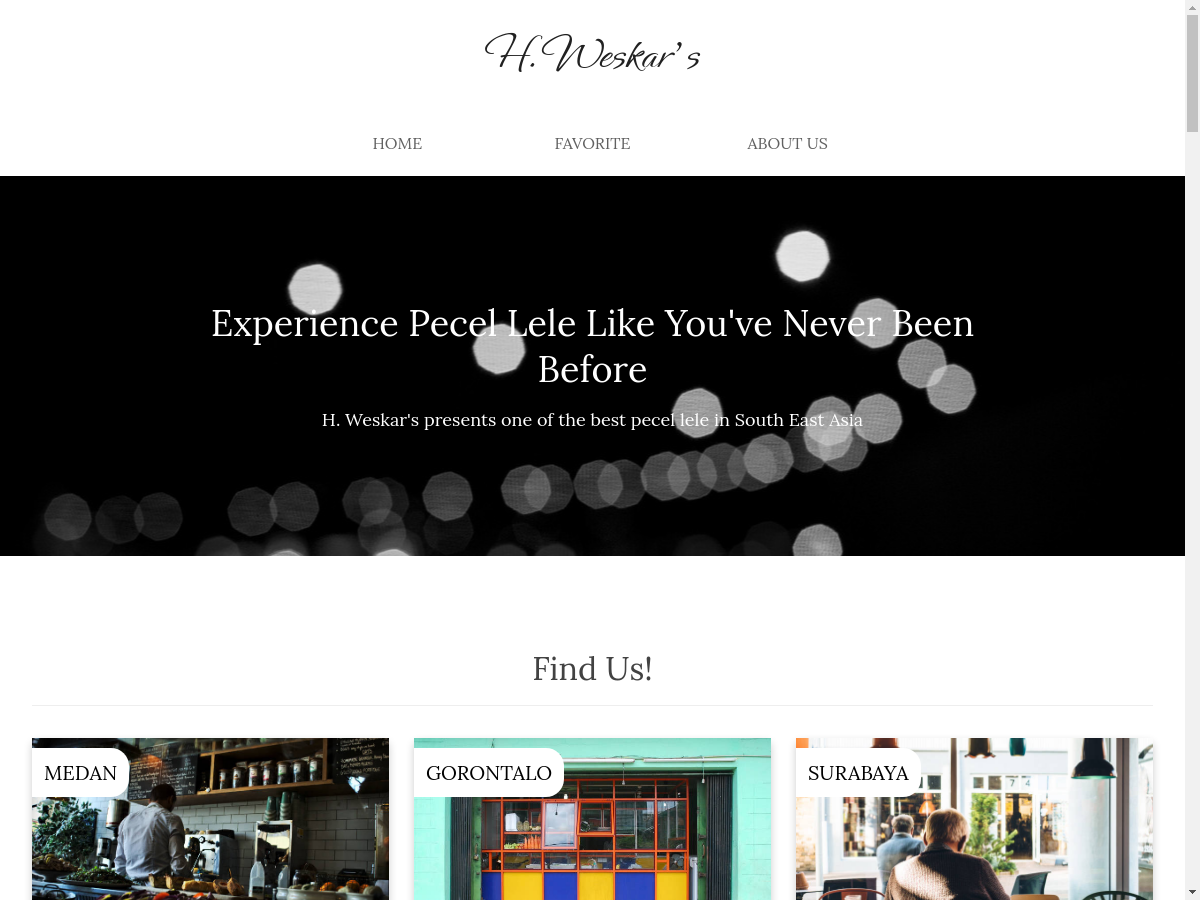 H. Weskar's
HOME
FAVORITE
ABOUT US
Experience Pecel Lele Like You've Never Been
Before
H. Weskar's presents one of the best pecel lele in South East Asia
Find Us!
MEDAN
GORONTALO
SURABAYA